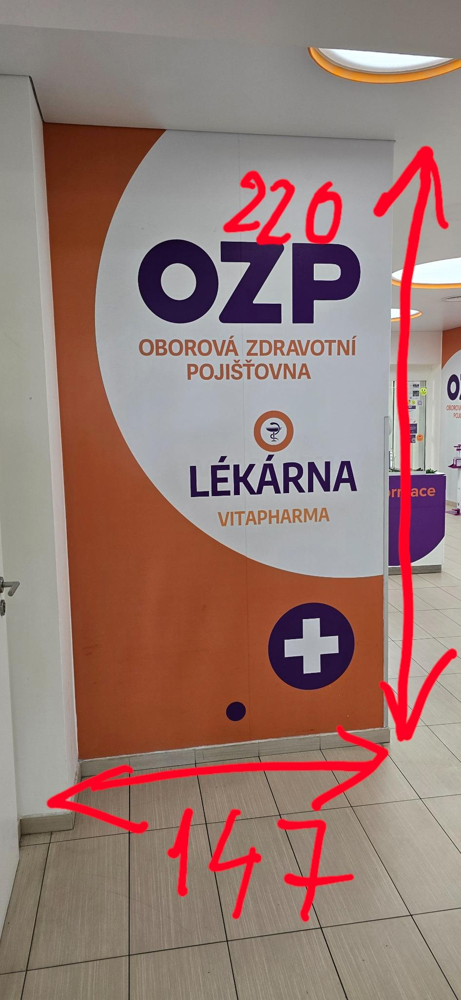 220
OZP
OBOROVÁ ZDRAVOTNÍ
POJIŠŤOVNA
LÉKÁRNA
VITAPHARMA
147